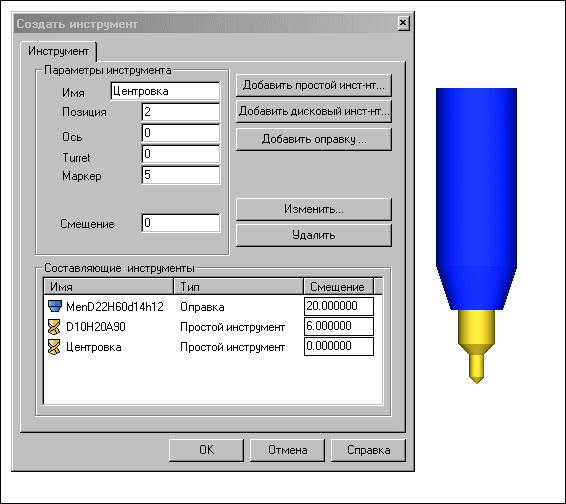 Создать инструмент
Инструмент
Параметры инструмента
Имя Центровка
Позиция 2
Ось 0
Turret 0
Маркер 5
Смещение 0
Добавить простой инст-нт...
Добавить дисковый инст-нт...
Добавить оправку ...
Изменить...
Удалить
Составляющие инструменты
Имя Тип Смещение
MenD22H60d14h12 Оправка 20.000000
D10H20A90 Простой инструмент 6.000000
Центровка Простой инструмент 0.000000
OK Отмена Справка